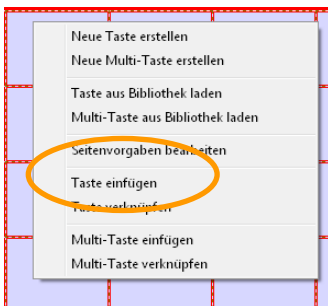 Neue Taste erstellen
Neue Multi-Taste erstellen
Taste aus Bibliothek laden
Multi-Taste aus Bibliothek laden
Seitenvorgaben bearbeiten
Taste einfügen
Taste verknüpfen
Multi-Taste einfügen
Multi-Taste verknüpfen